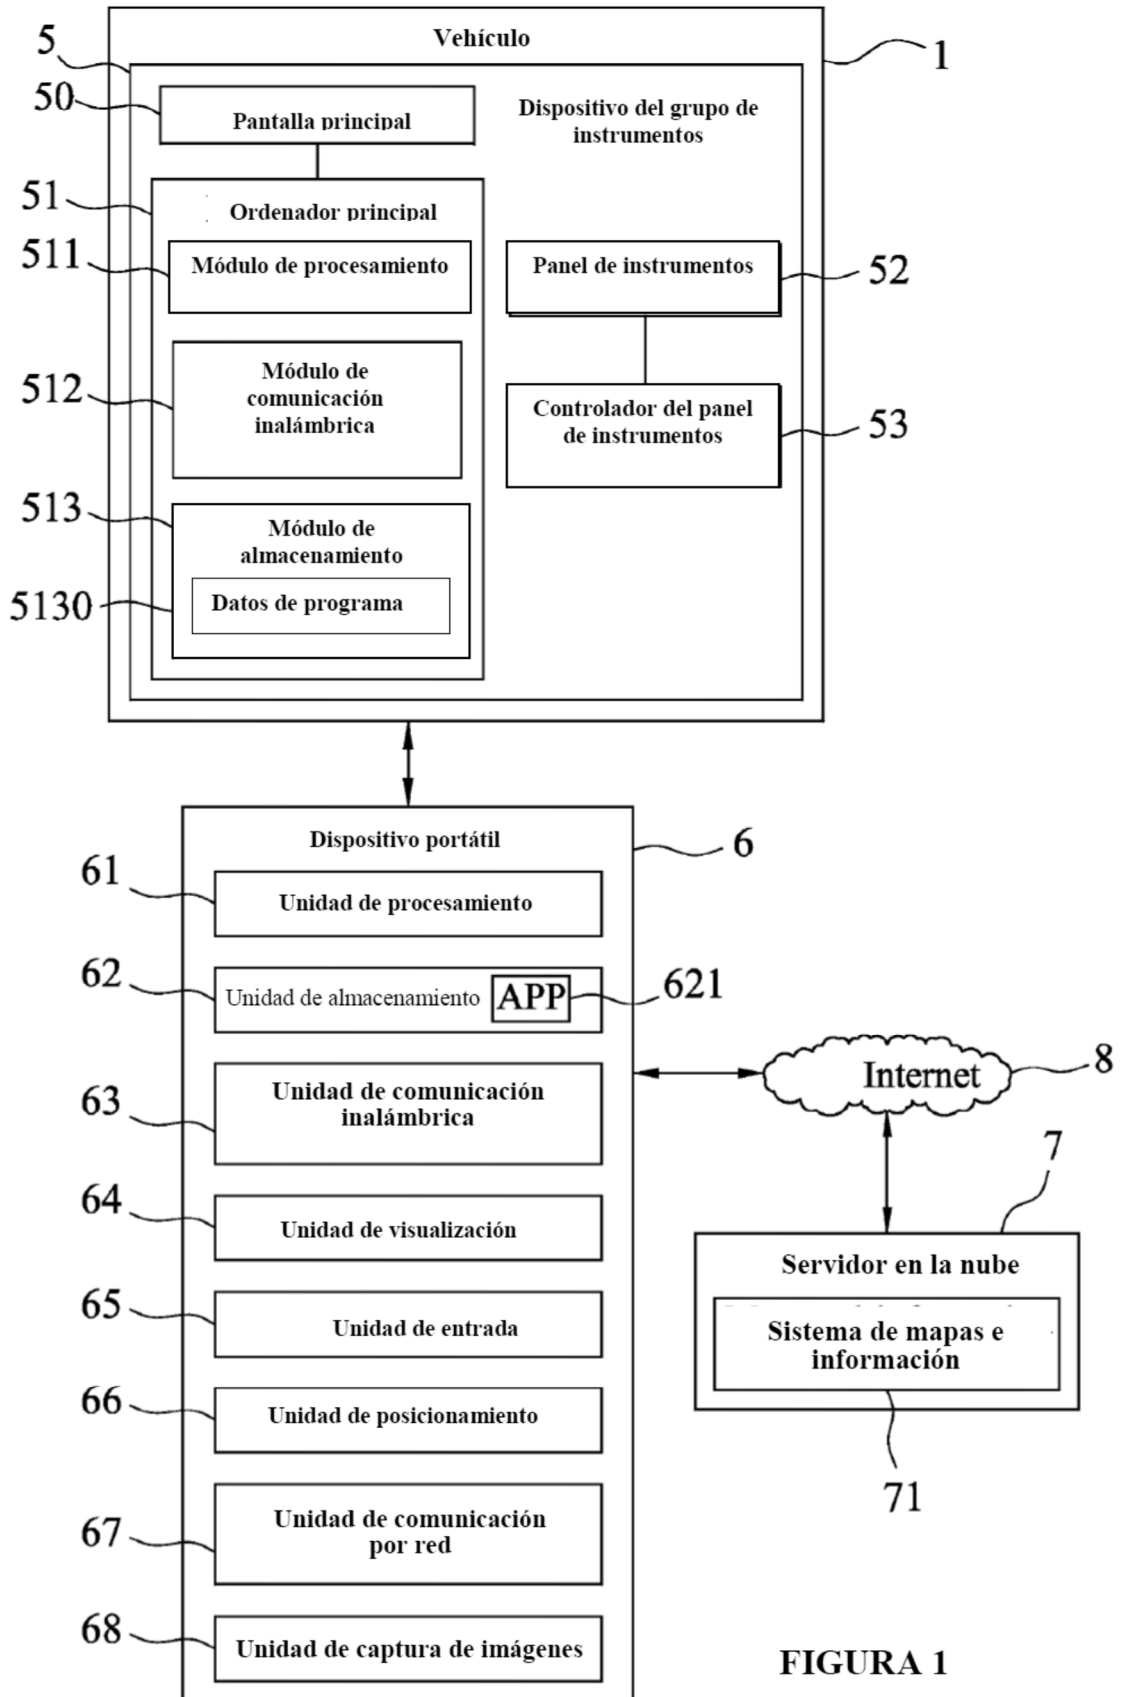 Vehículo
5
1
50
Pantalla principal
Dispositivo del grupo de
instrumentos
51
Ordenador principal
511
Módulo de procesamiento
Panel de instrumentos
52
512
Módulo de
comunicación
inalámbrica
Controlador del panel
de instrumentos
53
513
Módulo de
almacenamiento
5130
Datos de programa
Dispositivo portátil
6
61
Unidad de procesamiento
62
Unidad de almacenamiento
APP
621
63
Unidad de comunicación
inalámbrica
Internet
8
64
Unidad de visualización
7
Servidor en la nube
65
Unidad de entrada
Sistema de mapas e
información
66
Unidad de posicionamiento
71
67
Unidad de comunicación
por red
68
Unidad de captura de imágenes
FIGURA 1